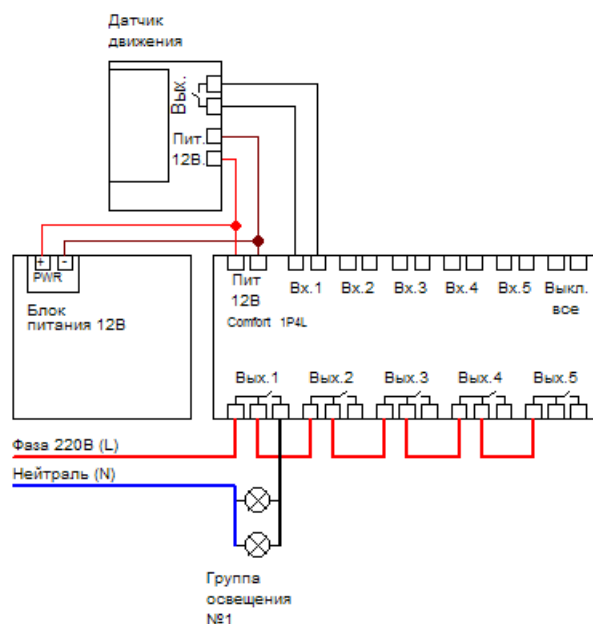 Датчик
движения
Вых.
Пит.
12В.
+ -
PWR
Блок
питания 12В
Пит
12В
Вх.1 Вх.2 Вх.3 Вх.4 Вх.5 Выкл.
все
Comfort 1P4L
Вых.1 Вых.2 Вых.3 Вых.4 Вых.5
Фаза 220В (L)
Нейтраль (N)
Группа
освещения
№1